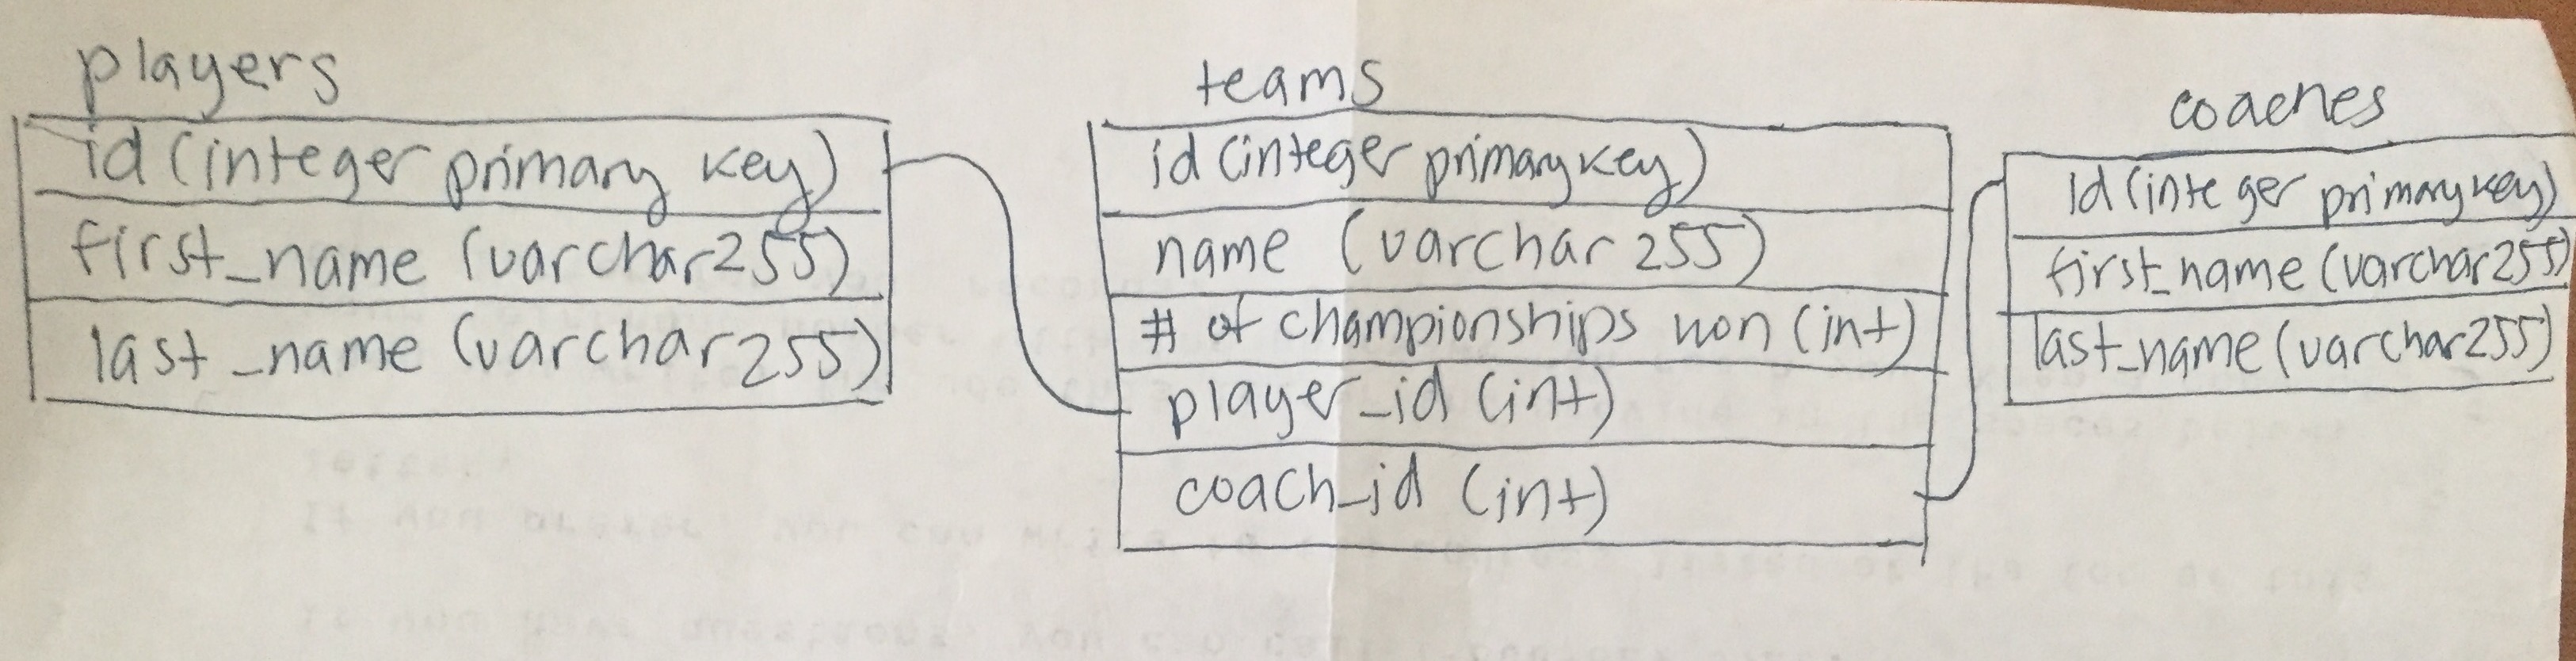 players
id (integer primary key)
first_name (varchar255)
last_name (varchar255)
teams
id (integer primary key)
name (varchar 255)
# of championships won (int)
player_id (int)
coach_id (int)
coaches
id (integer primary key)
first_name (varchar255)
last_name (varchar255)